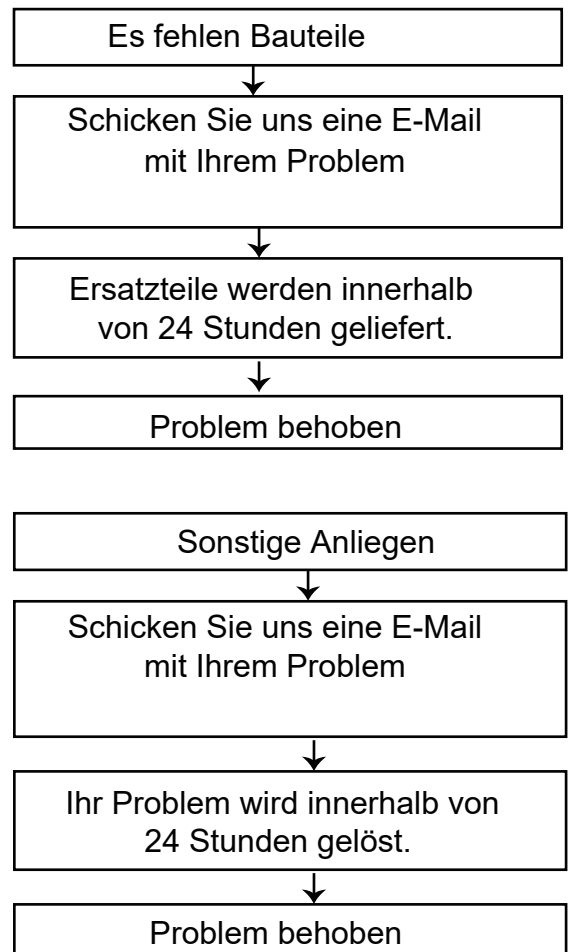 Es fehlen Bauteile
Schicken Sie uns eine E-Mail
mit Ihrem Problem
Ersatzteile werden innerhalb
von 24 Stunden geliefert.
Problem behoben
Sonstige Anliegen
Schicken Sie uns eine E-Mail
mit Ihrem Problem
Ihr Problem wird innerhalb von
24 Stunden gelöst.
Problem behoben